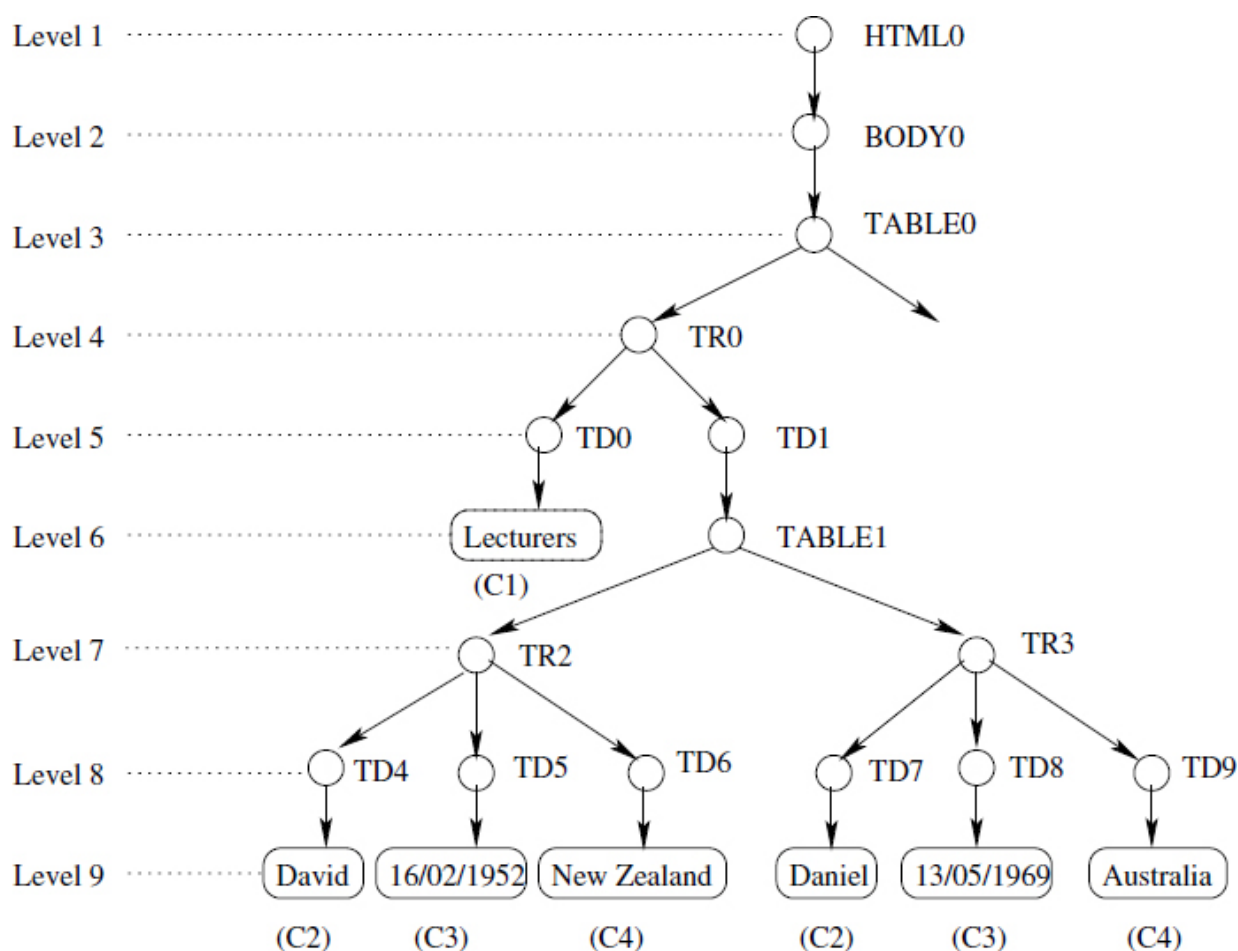 Level 1 HTML0
Level 2 BODY0
Level 3 TABLE0
Level 4 TR0
Level 5 TD0 TD1
Level 6 Lecturers TABLE1
(C1)
Level 7 TR2 TR3
Level 8 TD4 TD5 TD6 TD7 TD8 TD9
Level 9 David 16/02/1952 New Zealand Daniel 13/05/1969 Australia
(C2) (C3) (C4) (C2) (C3) (C4)